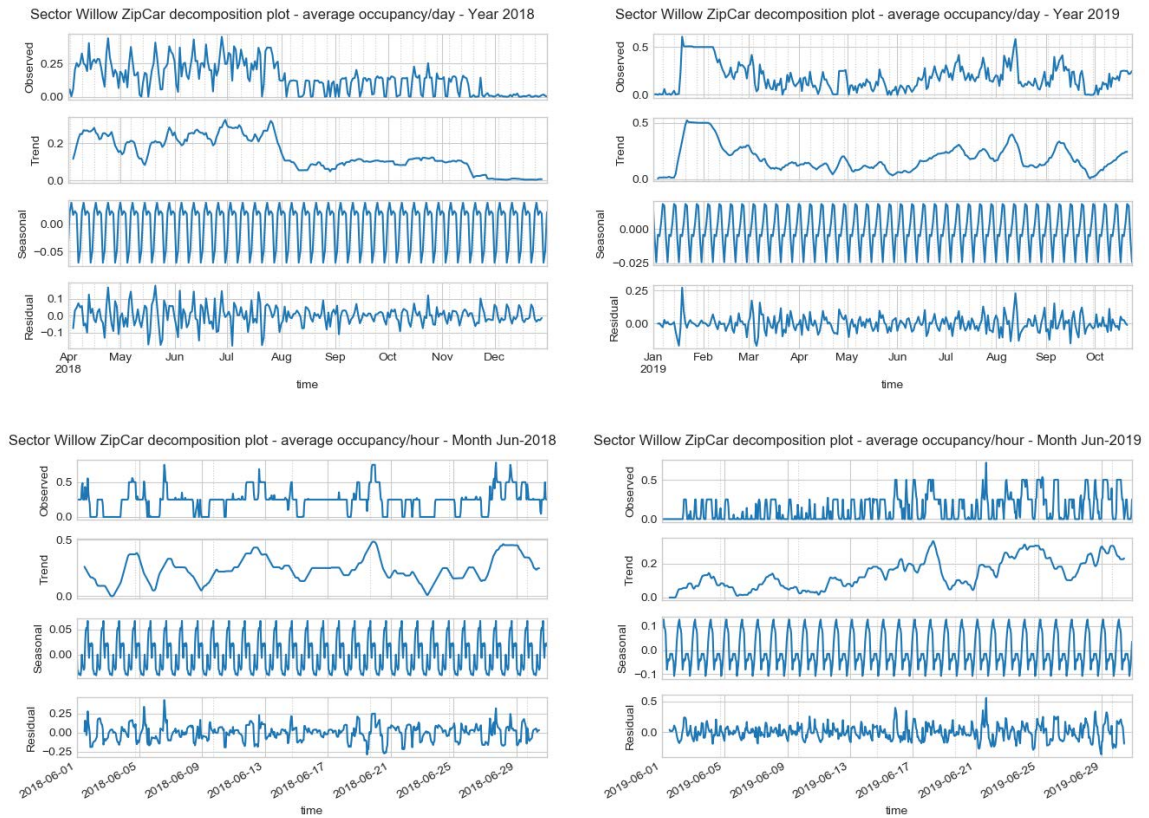 Sector Willow ZipCar decomposition plot - average occupancy/day - Year 2018
Observed
0.25
0.00
Trend
0.2
0.0
Seasonal
0.00
−0.05
Residual
0.1
0.0
−0.1
Apr May Jun Jul Aug Sep Oct Nov Dec
2018
time
Sector Willow ZipCar decomposition plot - average occupancy/day - Year 2019
Observed
0.5
0.0
Trend
0.5
0.0
Seasonal
0.000
−0.025
Residual
0.25
0.00
Jan Feb Mar Apr May Jun Jul Aug Sep Oct
2019
time
Sector Willow ZipCar decomposition plot - average occupancy/hour - Month Jun-2018
Observed
0.5
0.0
Trend
0.5
0.0
Seasonal
0.05
0.00
Residual
0.25
0.00
−0.25
2018-06-01 2018-06-05 2018-06-09 2018-06-13 2018-06-17 2018-06-21 2018-06-25 2018-06-29
time
Sector Willow ZipCar decomposition plot - average occupancy/hour - Month Jun-2019
Observed
0.5
0.0
Trend
0.2
0.0
Seasonal
0.1
0.0
−0.1
Residual
0.5
0.0
2019-06-01 2019-06-05 2019-06-09 2019-06-13 2019-06-17 2019-06-21 2019-06-25 2019-06-29
time